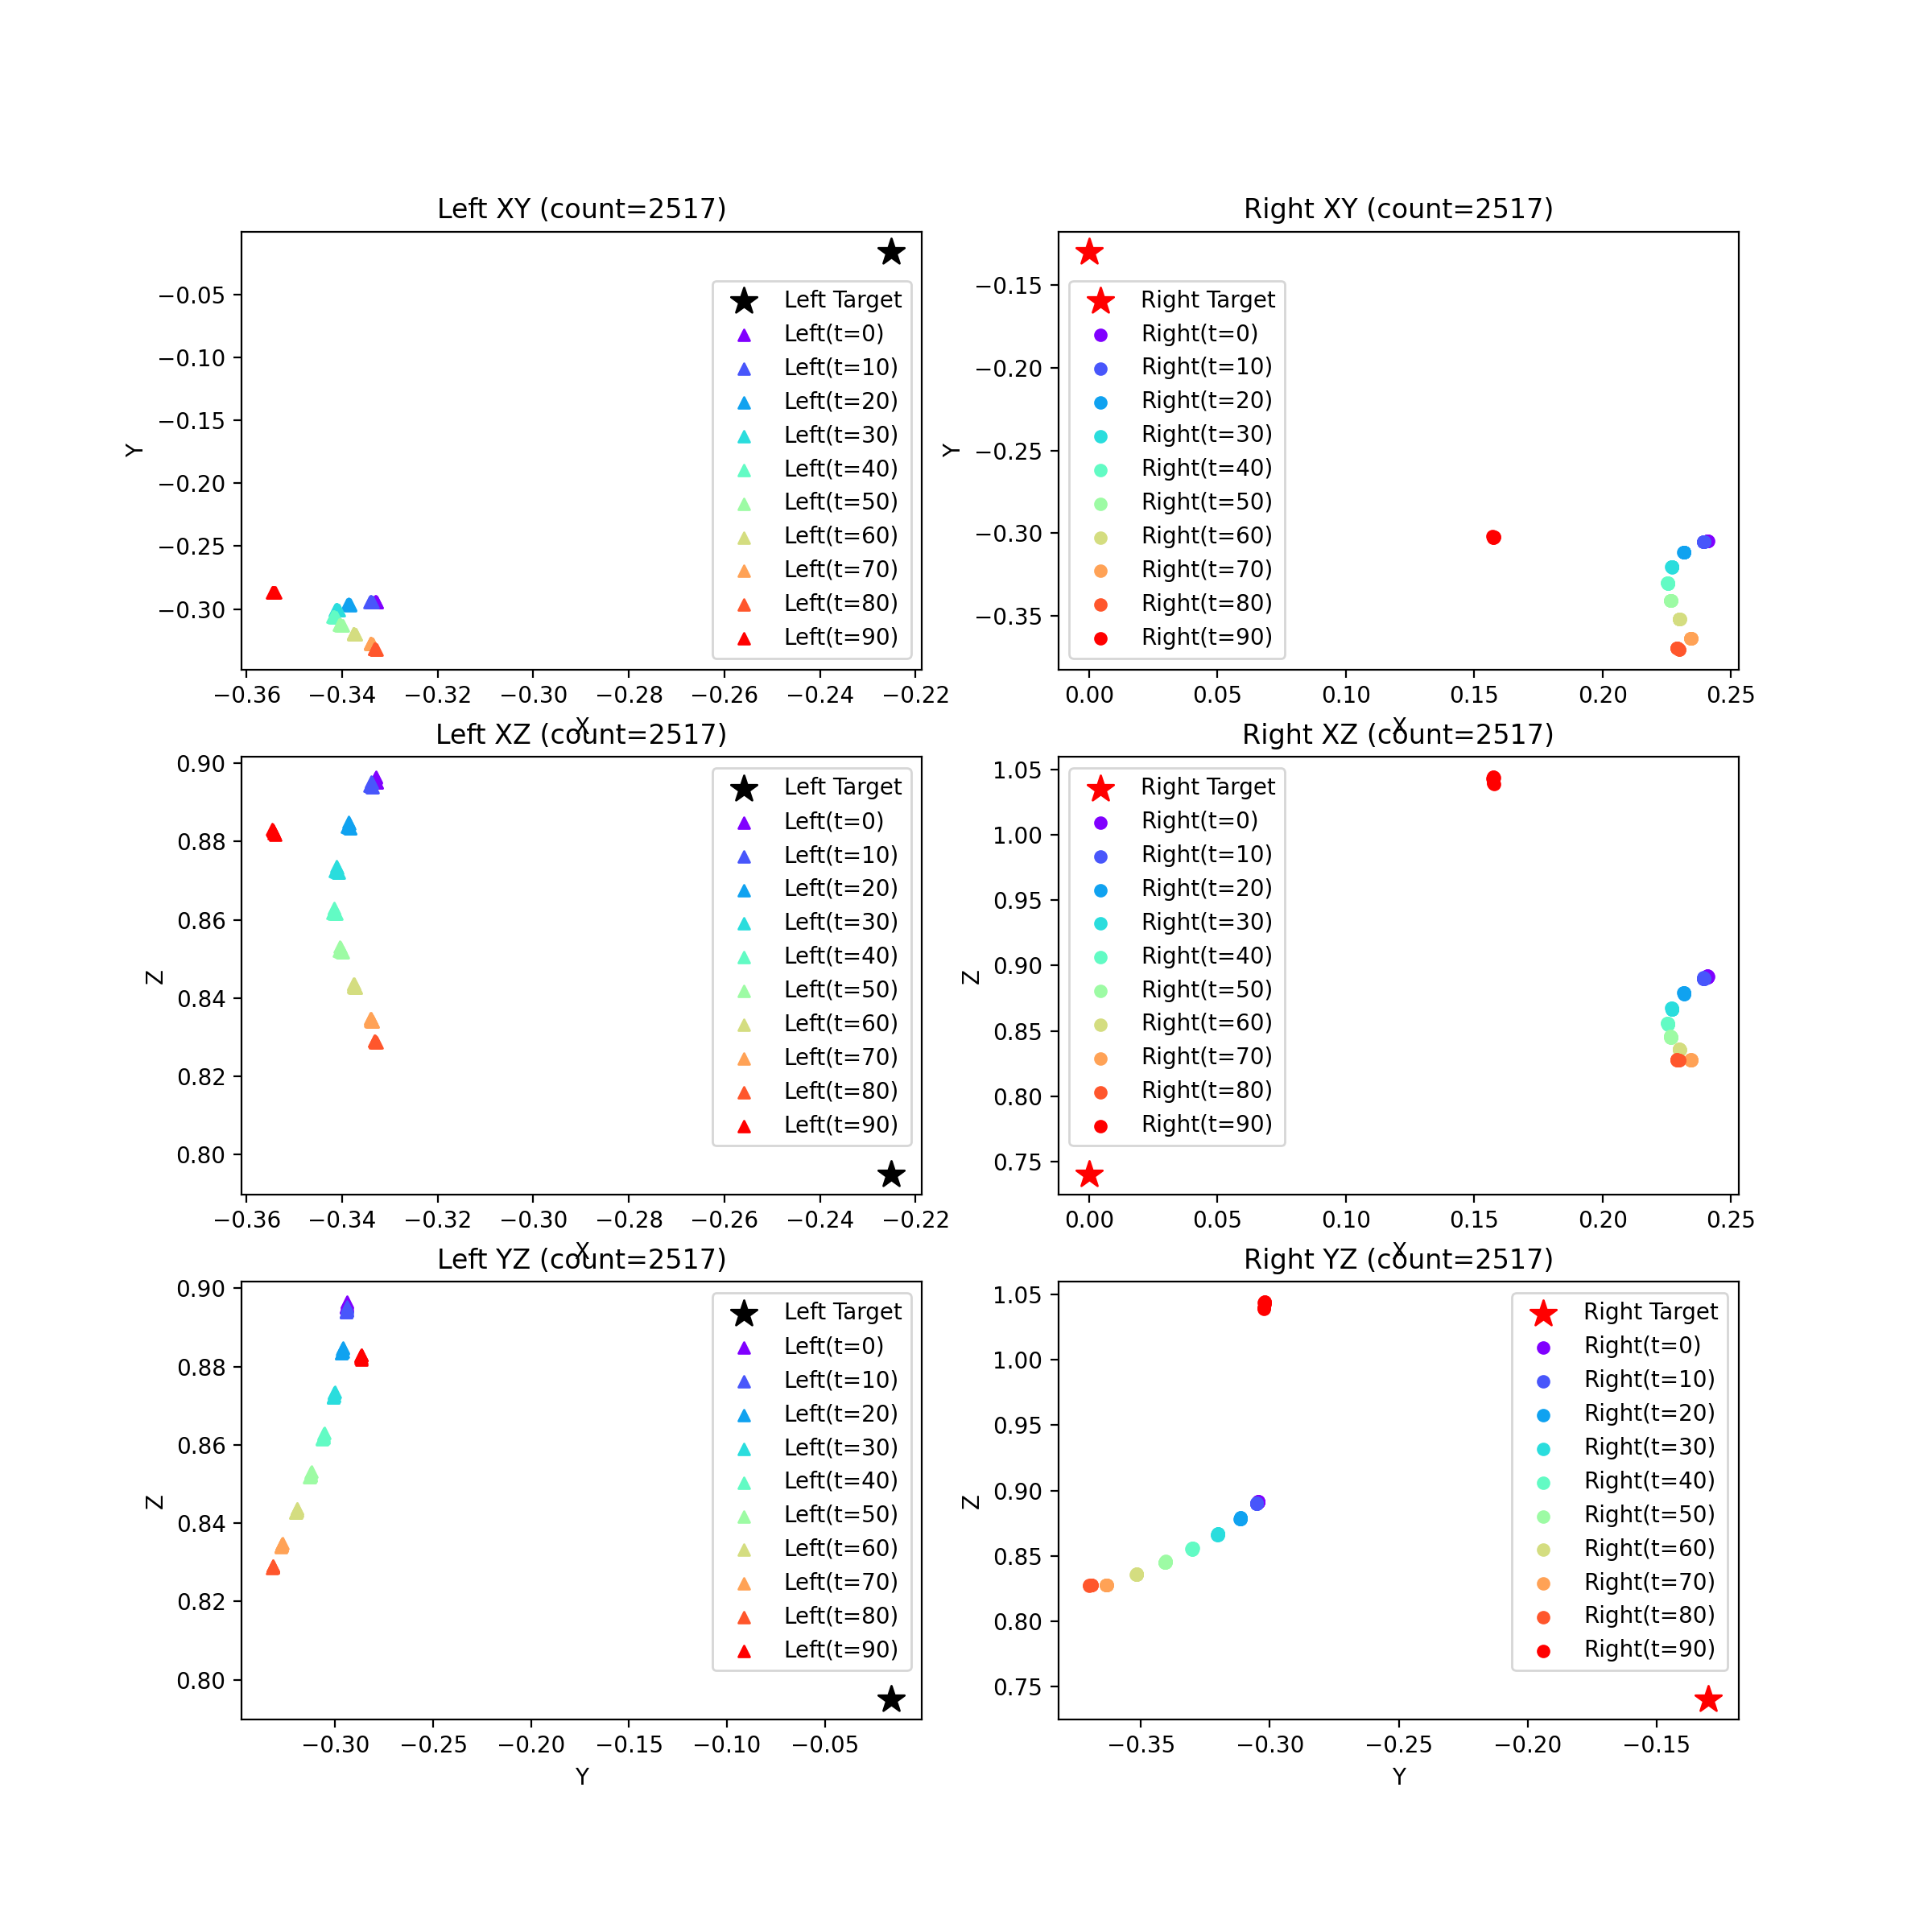 Left XY (count=2517)
Y
−0.05
−0.10
−0.15
−0.20
−0.25
−0.30
Left Target
Left(t=0)
Left(t=10)
Left(t=20)
Left(t=30)
Left(t=40)
Left(t=50)
Left(t=60)
Left(t=70)
Left(t=80)
Left(t=90)
−0.36 −0.34 −0.32 −0.30 −0.28 −0.26 −0.24 −0.22
X
Right XY (count=2517)
Y
−0.15
−0.20
−0.25
−0.30
−0.35
Right Target
Right(t=0)
Right(t=10)
Right(t=20)
Right(t=30)
Right(t=40)
Right(t=50)
Right(t=60)
Right(t=70)
Right(t=80)
Right(t=90)
0.00 0.05 0.10 0.15 0.20 0.25
X
Left XZ (count=2517)
Z
0.90
0.88
0.86
0.84
0.82
0.80
Left Target
Left(t=0)
Left(t=10)
Left(t=20)
Left(t=30)
Left(t=40)
Left(t=50)
Left(t=60)
Left(t=70)
Left(t=80)
Left(t=90)
−0.36 −0.34 −0.32 −0.30 −0.28 −0.26 −0.24 −0.22
X
Right XZ (count=2517)
Z
1.05
1.00
0.95
0.90
0.85
0.80
0.75
Right Target
Right(t=0)
Right(t=10)
Right(t=20)
Right(t=30)
Right(t=40)
Right(t=50)
Right(t=60)
Right(t=70)
Right(t=80)
Right(t=90)
0.00 0.05 0.10 0.15 0.20 0.25
X
Left YZ (count=2517)
Z
0.90
0.88
0.86
0.84
0.82
0.80
Left Target
Left(t=0)
Left(t=10)
Left(t=20)
Left(t=30)
Left(t=40)
Left(t=50)
Left(t=60)
Left(t=70)
Left(t=80)
Left(t=90)
−0.30 −0.25 −0.20 −0.15 −0.10 −0.05
Y
Right YZ (count=2517)
Z
1.05
1.00
0.95
0.90
0.85
0.80
0.75
Right Target
Right(t=0)
Right(t=10)
Right(t=20)
Right(t=30)
Right(t=40)
Right(t=50)
Right(t=60)
Right(t=70)
Right(t=80)
Right(t=90)
−0.35 −0.30 −0.25 −0.20 −0.15
Y